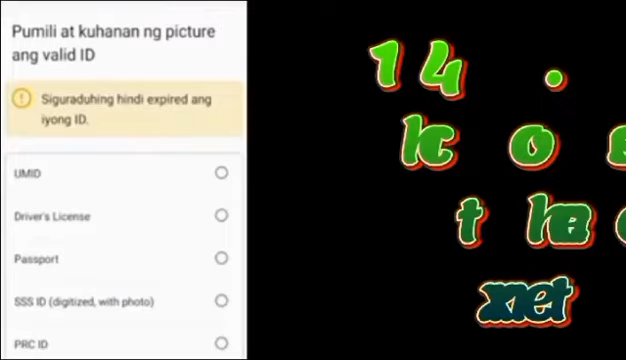 Pumili at kuhanan ng picture
ang valid ID
Siguraduhing hindi expired ang
iyong ID.
UMID
Driver's License
Passport
SSS ID (digitized, with photo)
PRC ID
14 .